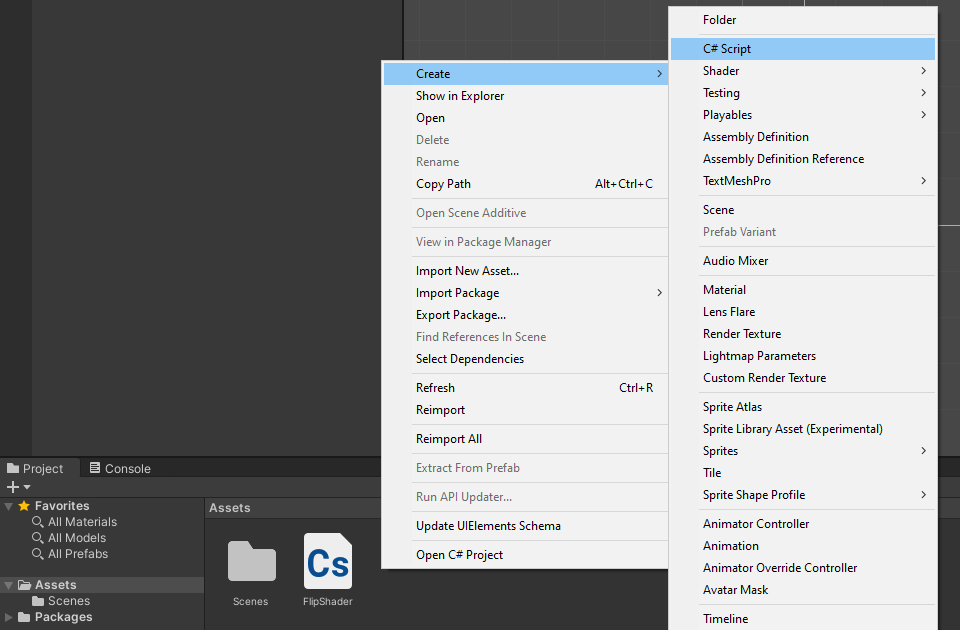 Create
Show in Explorer
Open
Delete
Rename
Copy Path Alt+Ctrl+C
Open Scene Additive
View in Package Manager
Import New Asset...
Import Package
Export Package...
Find References In Scene
Select Dependencies
Refresh Ctrl+R
Reimport
Reimport All
Extract From Prefab
Run API Updater...
Update UIElements Schema
Open C# Project
Folder
C# Script
Shader
Testing
Playables
Assembly Definition
Assembly Definition Reference
TextMeshPro
Scene
Prefab Variant
Audio Mixer
Material
Lens Flare
Render Texture
Lightmap Parameters
Custom Render Texture
Sprite Atlas
Sprite Library Asset (Experimental)
Sprites
Tile
Sprite Shape Profile
Animator Controller
Animation
Animator Override Controller
Avatar Mask
Timeline
Project Console
Favorites
All Materials
All Models
All Prefabs
Assets
Scenes
Packages
Assets
Cs
Scenes FlipShader